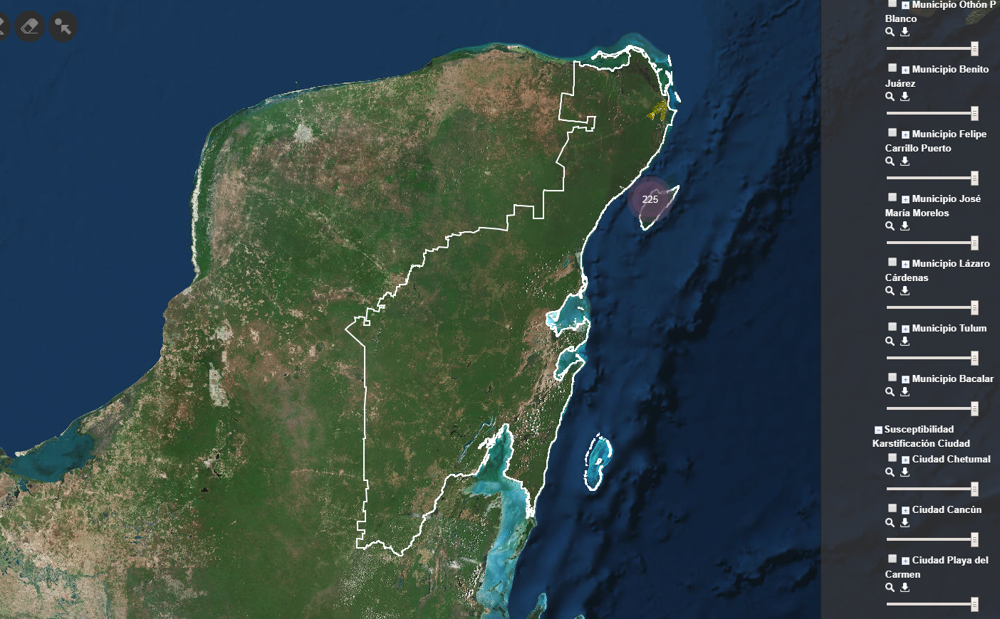 225
Municipio Othón P
Blanco
Municipio Benito
Juárez
Municipio Felipe
Carrillo Puerto
Municipio José
María Morelos
Municipio Lázaro
Cárdenas
Municipio Tulum
Municipio Bacalar
Susceptibilidad
Karstificación Ciudad
Ciudad Chetumal
Ciudad Cancún
Ciudad Playa del
Carmen